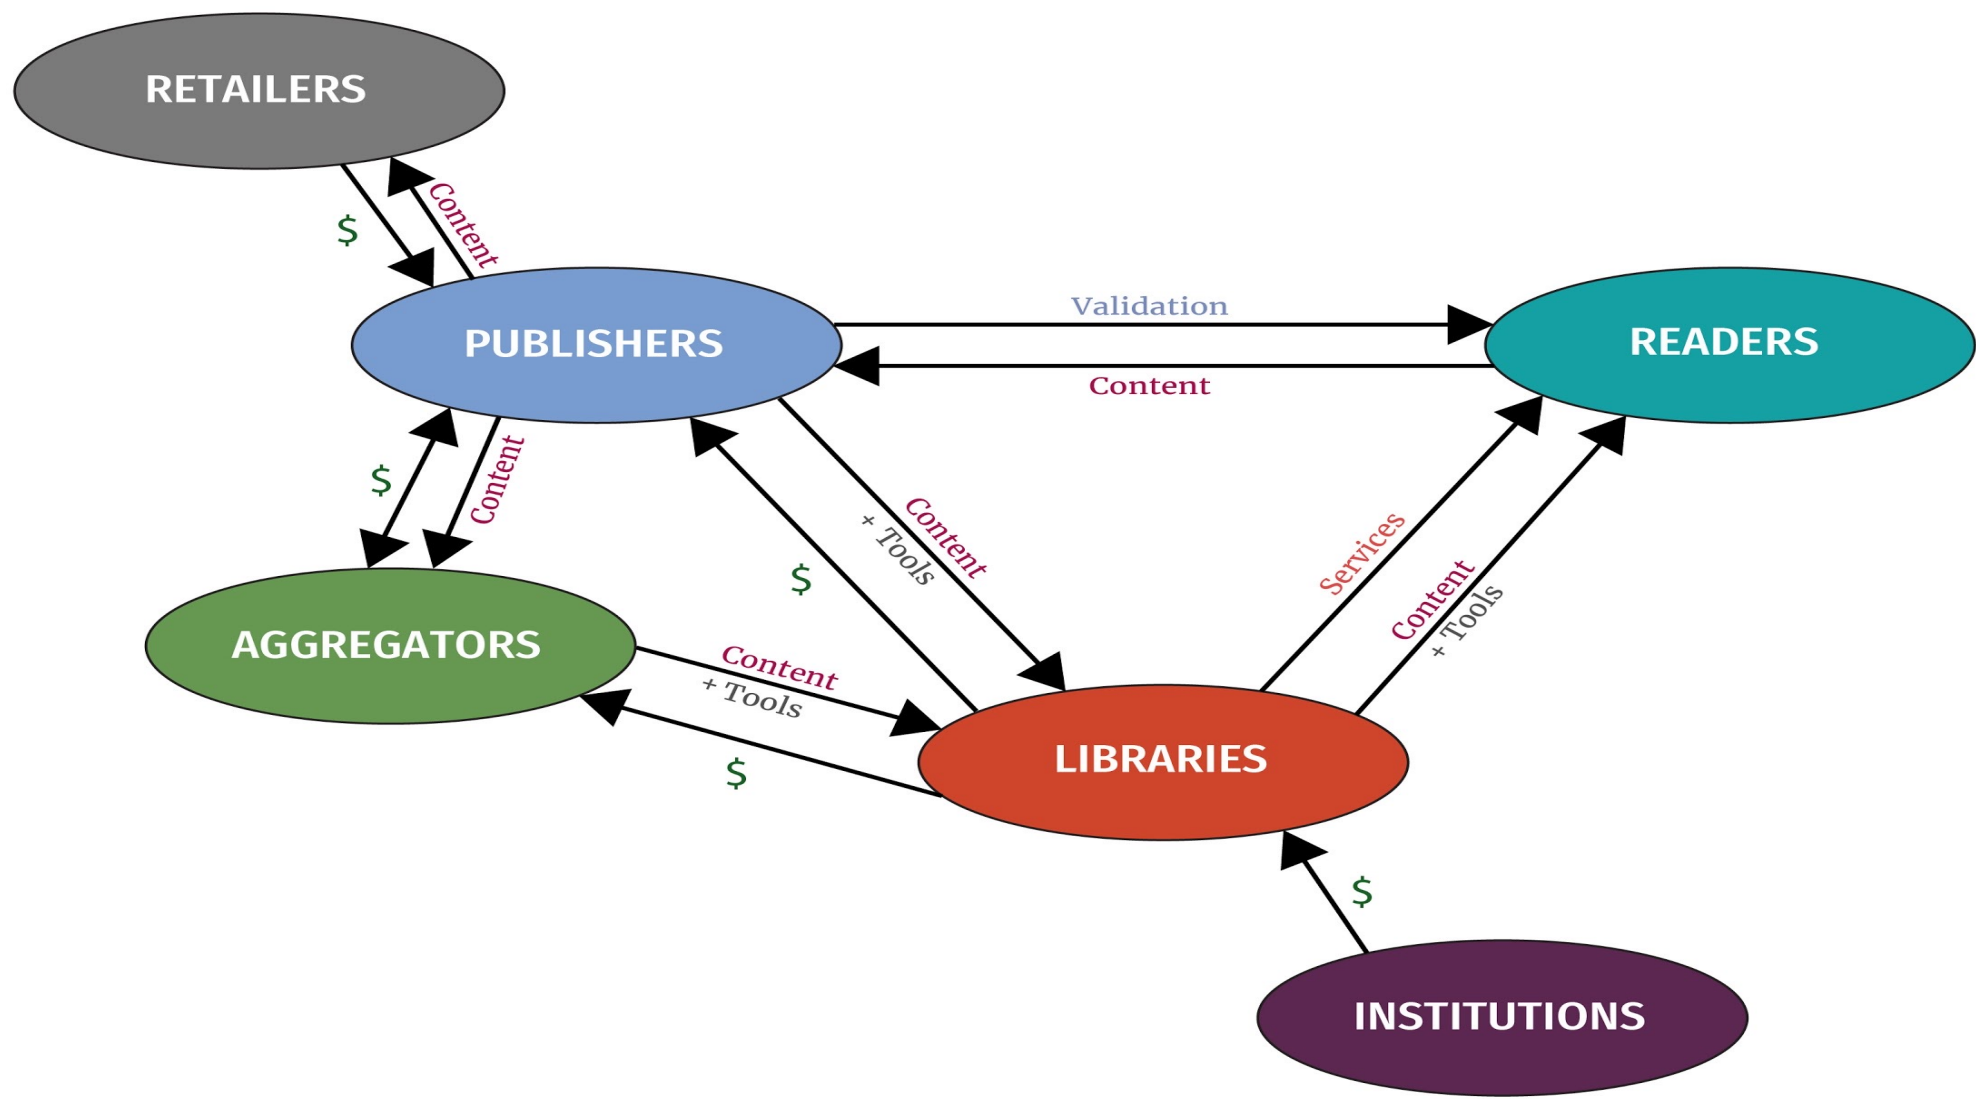 RETAILERS
$
Content
PUBLISHERS
Validation
Content
READERS
$
Content
Content
+ Tools
$
Services
Content
+ Tools
AGGREGATORS
Content
+ Tools
$
LIBRARIES
$
INSTITUTIONS